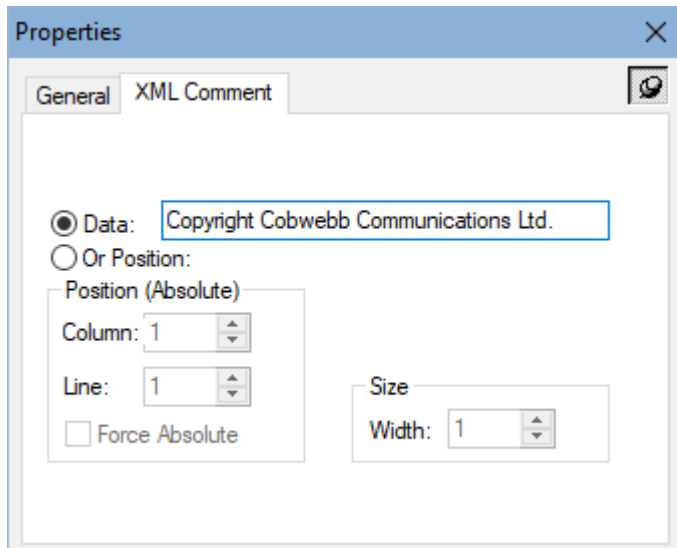 Properties
General XML Comment
Data: Copyright Cobwebb Communications Ltd.
Or Position:
Position (Absolute)
Column: 1
Line: 1
Force Absolute
Size
Width: 1